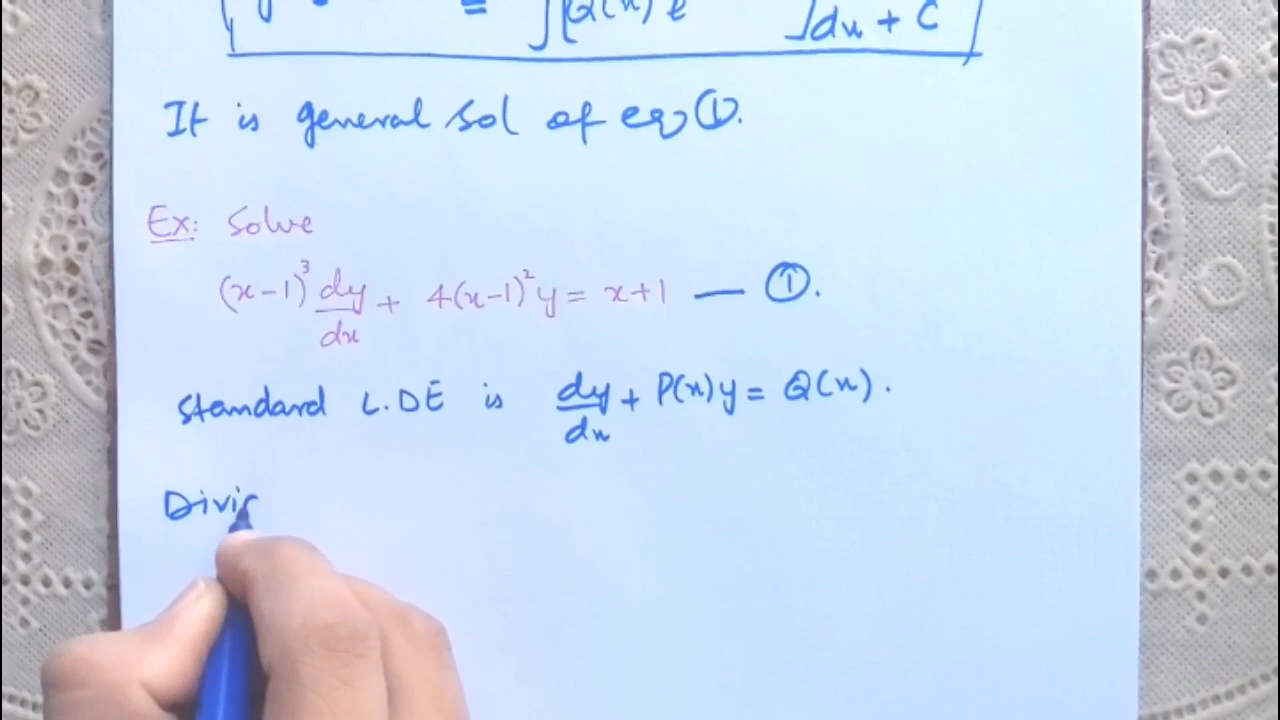 = ∫[Q(x) e ]dx + C
It is general sol of eq ①.
Ex: Solve
(x-1)³ dy/dx + 4(x-1)² y = x+1 — ①.
Standard L.DE is dy/dx + P(x)y = Q(x).
Divi